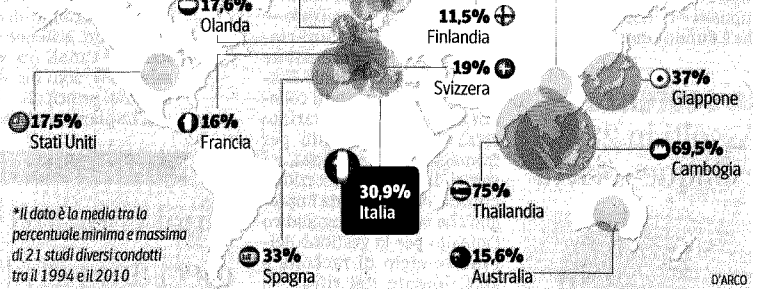 17,6%
Olanda
11,5%
Finlandia
19%
Svizzera
37%
Giappone
17,5%
Stati Uniti
16%
Francia
69,5%
Cambogia
30,9%
Italia
75%
Thailandia
*Il dato è la media tra la
percentuale minima e massima
di 21 studi diversi condotti
tra il 1994 e il 2010
33%
Spagna
15,6%
Australia
D'ARCO